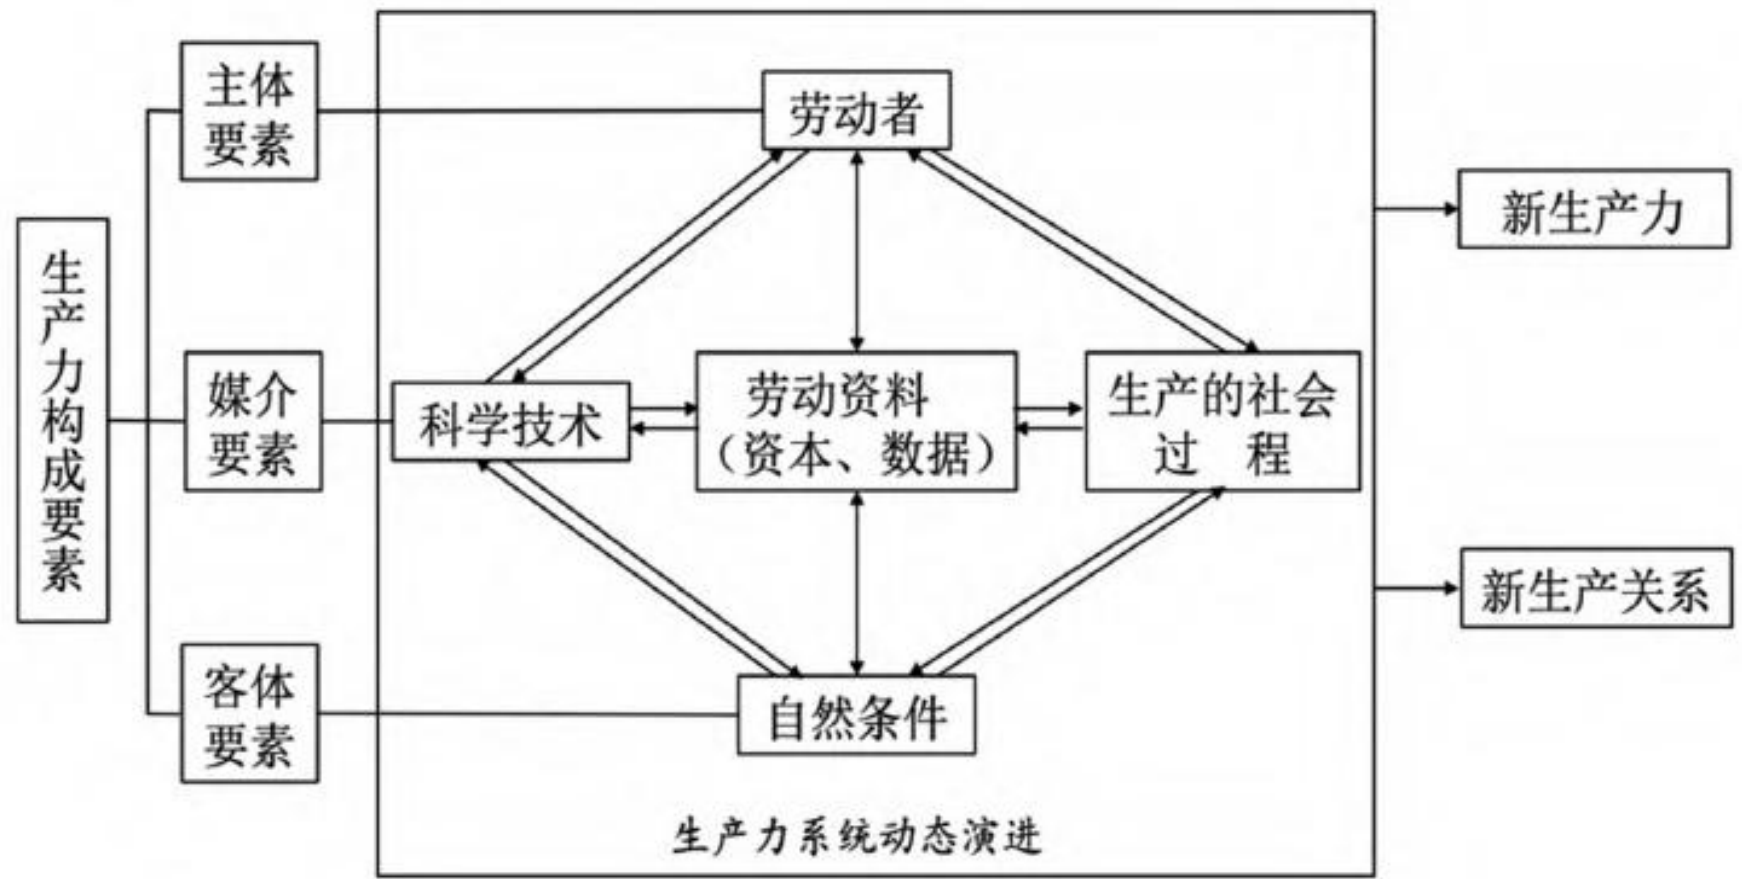 生产力构成要素
主体
要素
媒介
要素
客体
要素
劳动者
科学技术
劳动资料
（资本、数据）
生产的社会
过 程
自然条件
生产力系统动态演进
新生产力
新生产关系